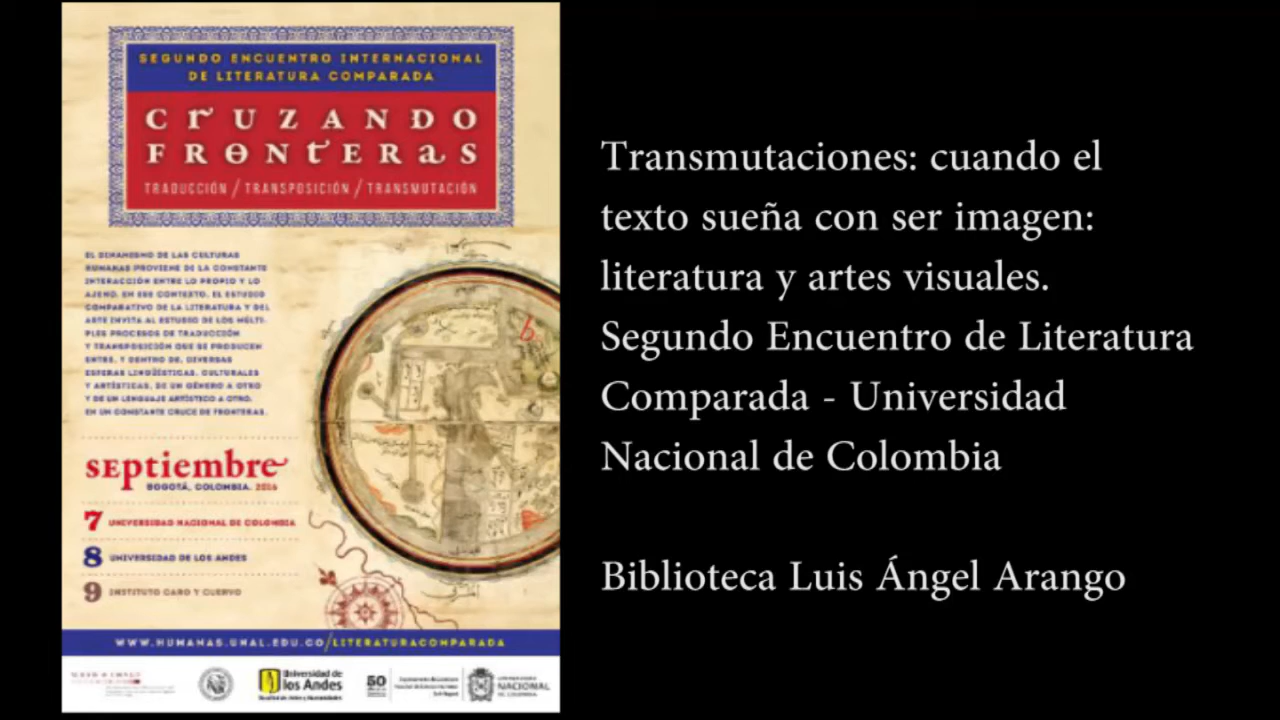 SEGUNDO ENCUENTRO INTERNACIONAL
DE LITERATURA COMPARADA
CRUZANDO
FRONTERAS
TRADUCCIÓN / TRANSPOSICIÓN / TRANSMUTACIÓN
EL DINAMISMO DE LAS CULTURAS
HUMANAS PROVIENE DE LA CONSTANTE
INTERACCIÓN ENTRE LO PROPIO Y LO
AJENO. EN ESE CONTEXTO, EL ESTUDIO
COMPARATIVO DE LA LITERATURA Y DEL
ARTE INVITA AL ESTUDIO DE LOS MÚLTI-
PLES PROCESOS DE TRADUCCIÓN
Y TRANSPOSICIÓN QUE SE PRODUCEN
ENTRE, Y DENTRO DE, DIVERSAS
ESFERAS LINGÜÍSTICAS, CULTURALES
Y ARTÍSTICAS, DE UN GÉNERO A OTRO
Y DE UN LENGUAJE ARTÍSTICO A OTRO,
EN UN CONSTANTE CRUCE DE FRONTERAS.
septiembre
BOGOTÁ, COLOMBIA. 2016
7 UNIVERSIDAD NACIONAL DE COLOMBIA
8 UNIVERSIDAD DE LOS ANDES
9 INSTITUTO CARO Y CUERVO
WWW.HUMANAS.UNAL.EDU.CO/LITERATURACOMPARADA
Universidad de
los Andes
50
NACIONAL
Transmutaciones: cuando el
texto sueña con ser imagen:
literatura y artes visuales.
Segundo Encuentro de Literatura
Comparada - Universidad
Nacional de Colombia
Biblioteca Luis Ángel Arango